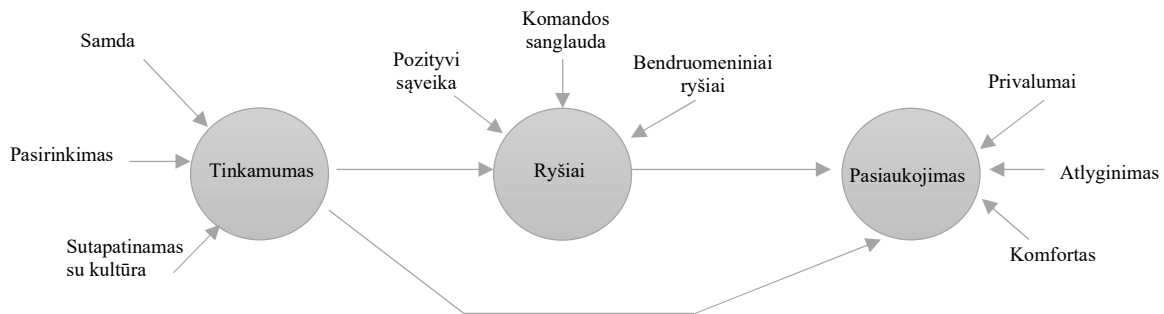 Samda
Pasirinkimas
Sutapatinamas
su kultūra
Tinkamumas
Pozityvi
sąveika
Komandos
sanglauda
Bendruomeniniai
ryšiai
Ryšiai
Pasiaukojimas
Privalumai
Atlyginimas
Komfortas